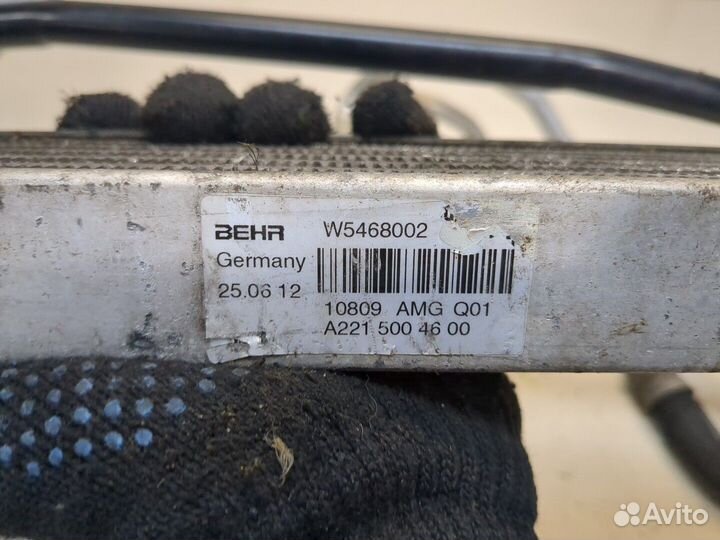 BEHR W5468002
Germany
25.06 12
10809 AMG Q01
A221 500 46 00
Avito